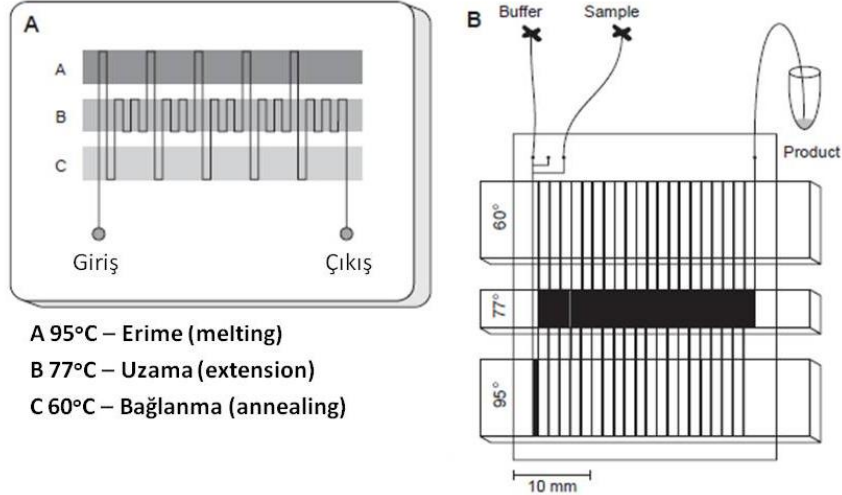 A
A
B
C
Giriş
Çıkış
A 95°C – Erime (melting)
B 77°C – Uzama (extension)
C 60°C – Bağlanma (annealing)
B
Buffer
Sample
Product
60°
77°
95°
10 mm